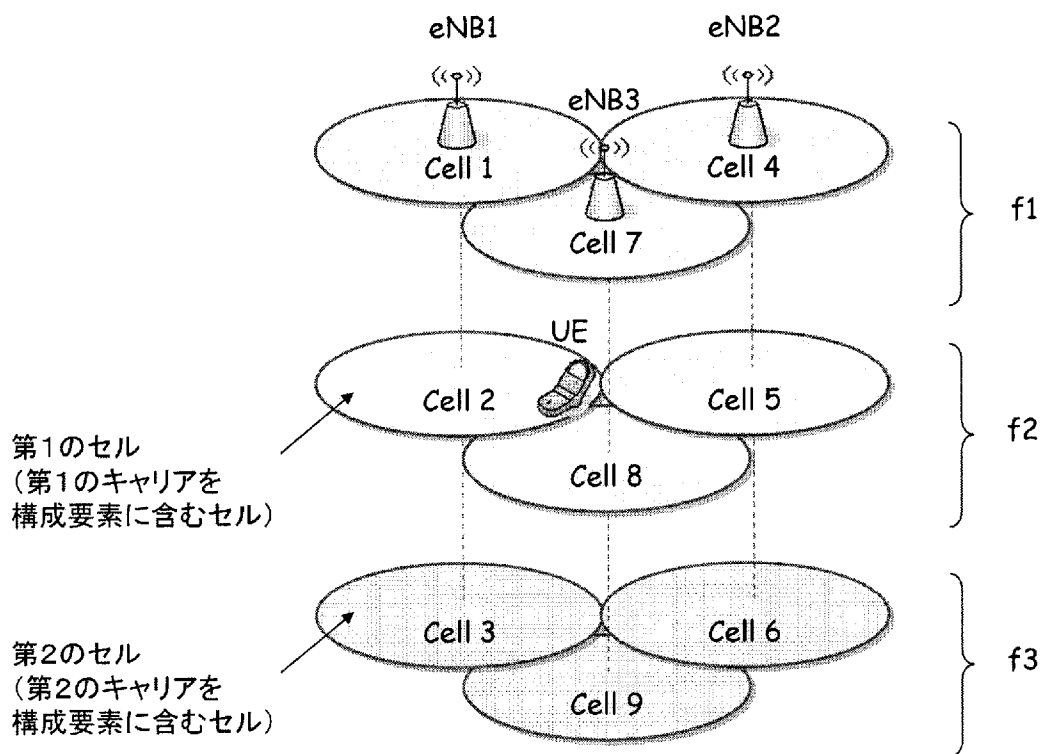 eNB1
eNB2
eNB3
Cell 1
Cell 4
Cell 7
f1
UE
Cell 2
Cell 5
Cell 8
f2
第1のセル
（第1のキャリアを
構成要素に含むセル）
Cell 3
Cell 6
Cell 9
f3
第2のセル
（第2のキャリアを
構成要素に含むセル）